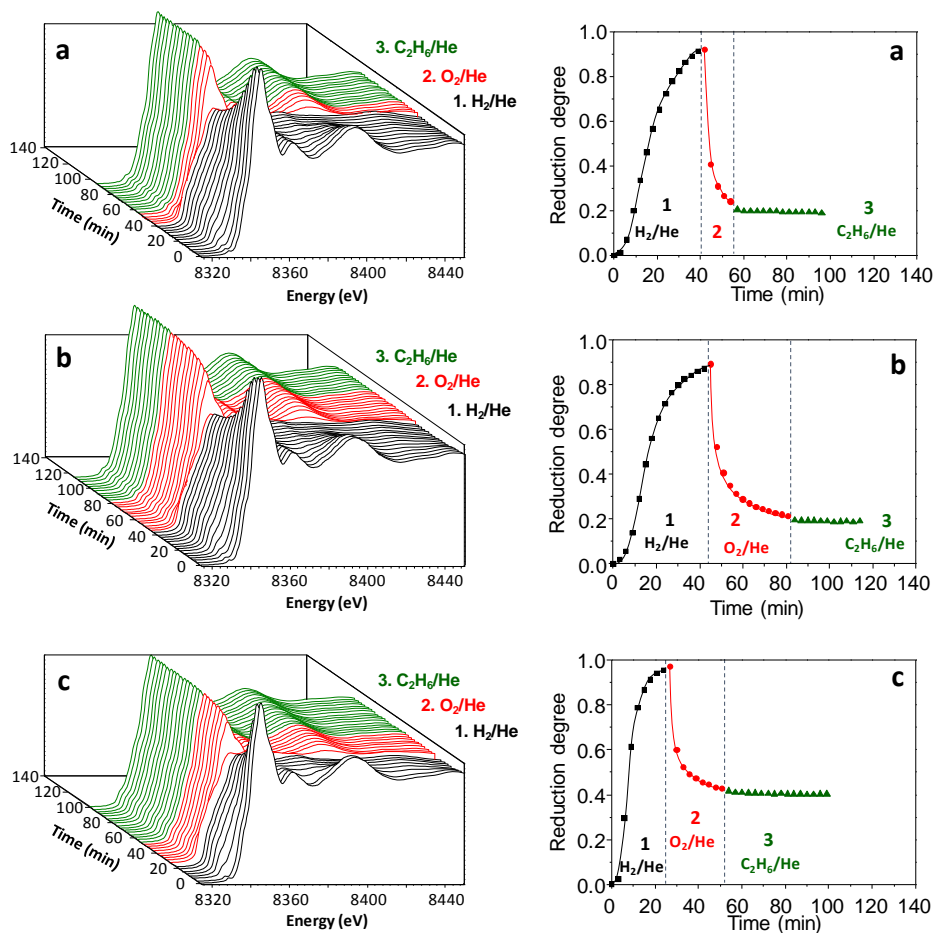 a
3. C₂H₆/He
2. O₂/He
1. H₂/He
140
120
100
80
60
40
20
0
Time (min)
8320 8360 8400 8440
Energy (eV)
a
Reduction degree
1.0
0.8
0.6
0.4
0.2
0.0
1
H₂/He
2
3
C₂H₆/He
0 20 40 60 80 100 120 140
Time (min)
b
3. C₂H₆/He
2. O₂/He
1. H₂/He
140
120
100
80
60
40
20
0
Time (min)
8320 8360 8400 8440
Energy (eV)
b
Reduction degree
1.0
0.8
0.6
0.4
0.2
0.0
1
H₂/He
2
O₂/He
3
C₂H₆/He
0 20 40 60 80 100 120 140
Time (min)
c
3. C₂H₆/He
2. O₂/He
1. H₂/He
140
120
100
80
60
40
20
0
Time (min)
8320 8360 8400 8440
Energy (eV)
c
Reduction degree
1.0
0.8
0.6
0.4
0.2
0.0
1
H₂/He
2
O₂/He
3
C₂H₆/He
0 20 40 60 80 100 120 140
Time (min)